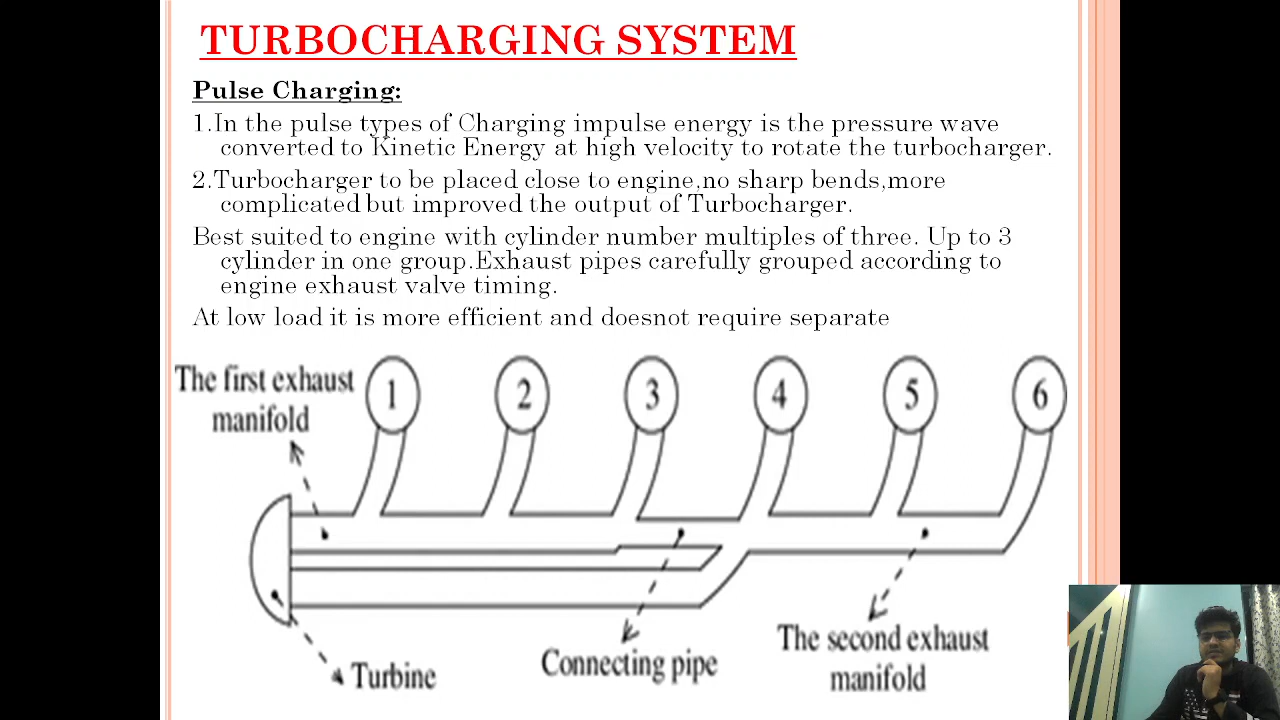 TURBOCHARGING SYSTEM
Pulse Charging:
1.In the pulse types of Charging impulse energy is the pressure wave
converted to Kinetic Energy at high velocity to rotate the turbocharger.
2.Turbocharger to be placed close to engine,no sharp bends,more
complicated but improved the output of Turbocharger.
Best suited to engine with cylinder number multiples of three. Up to 3
cylinder in one group.Exhaust pipes carefully grouped according to
engine exhaust valve timing.
At low load it is more efficient and doesnot require separate
The first exhaust
manifold
1 2 3 4 5 6
Turbine
Connecting pipe
The second exhaust
manifold